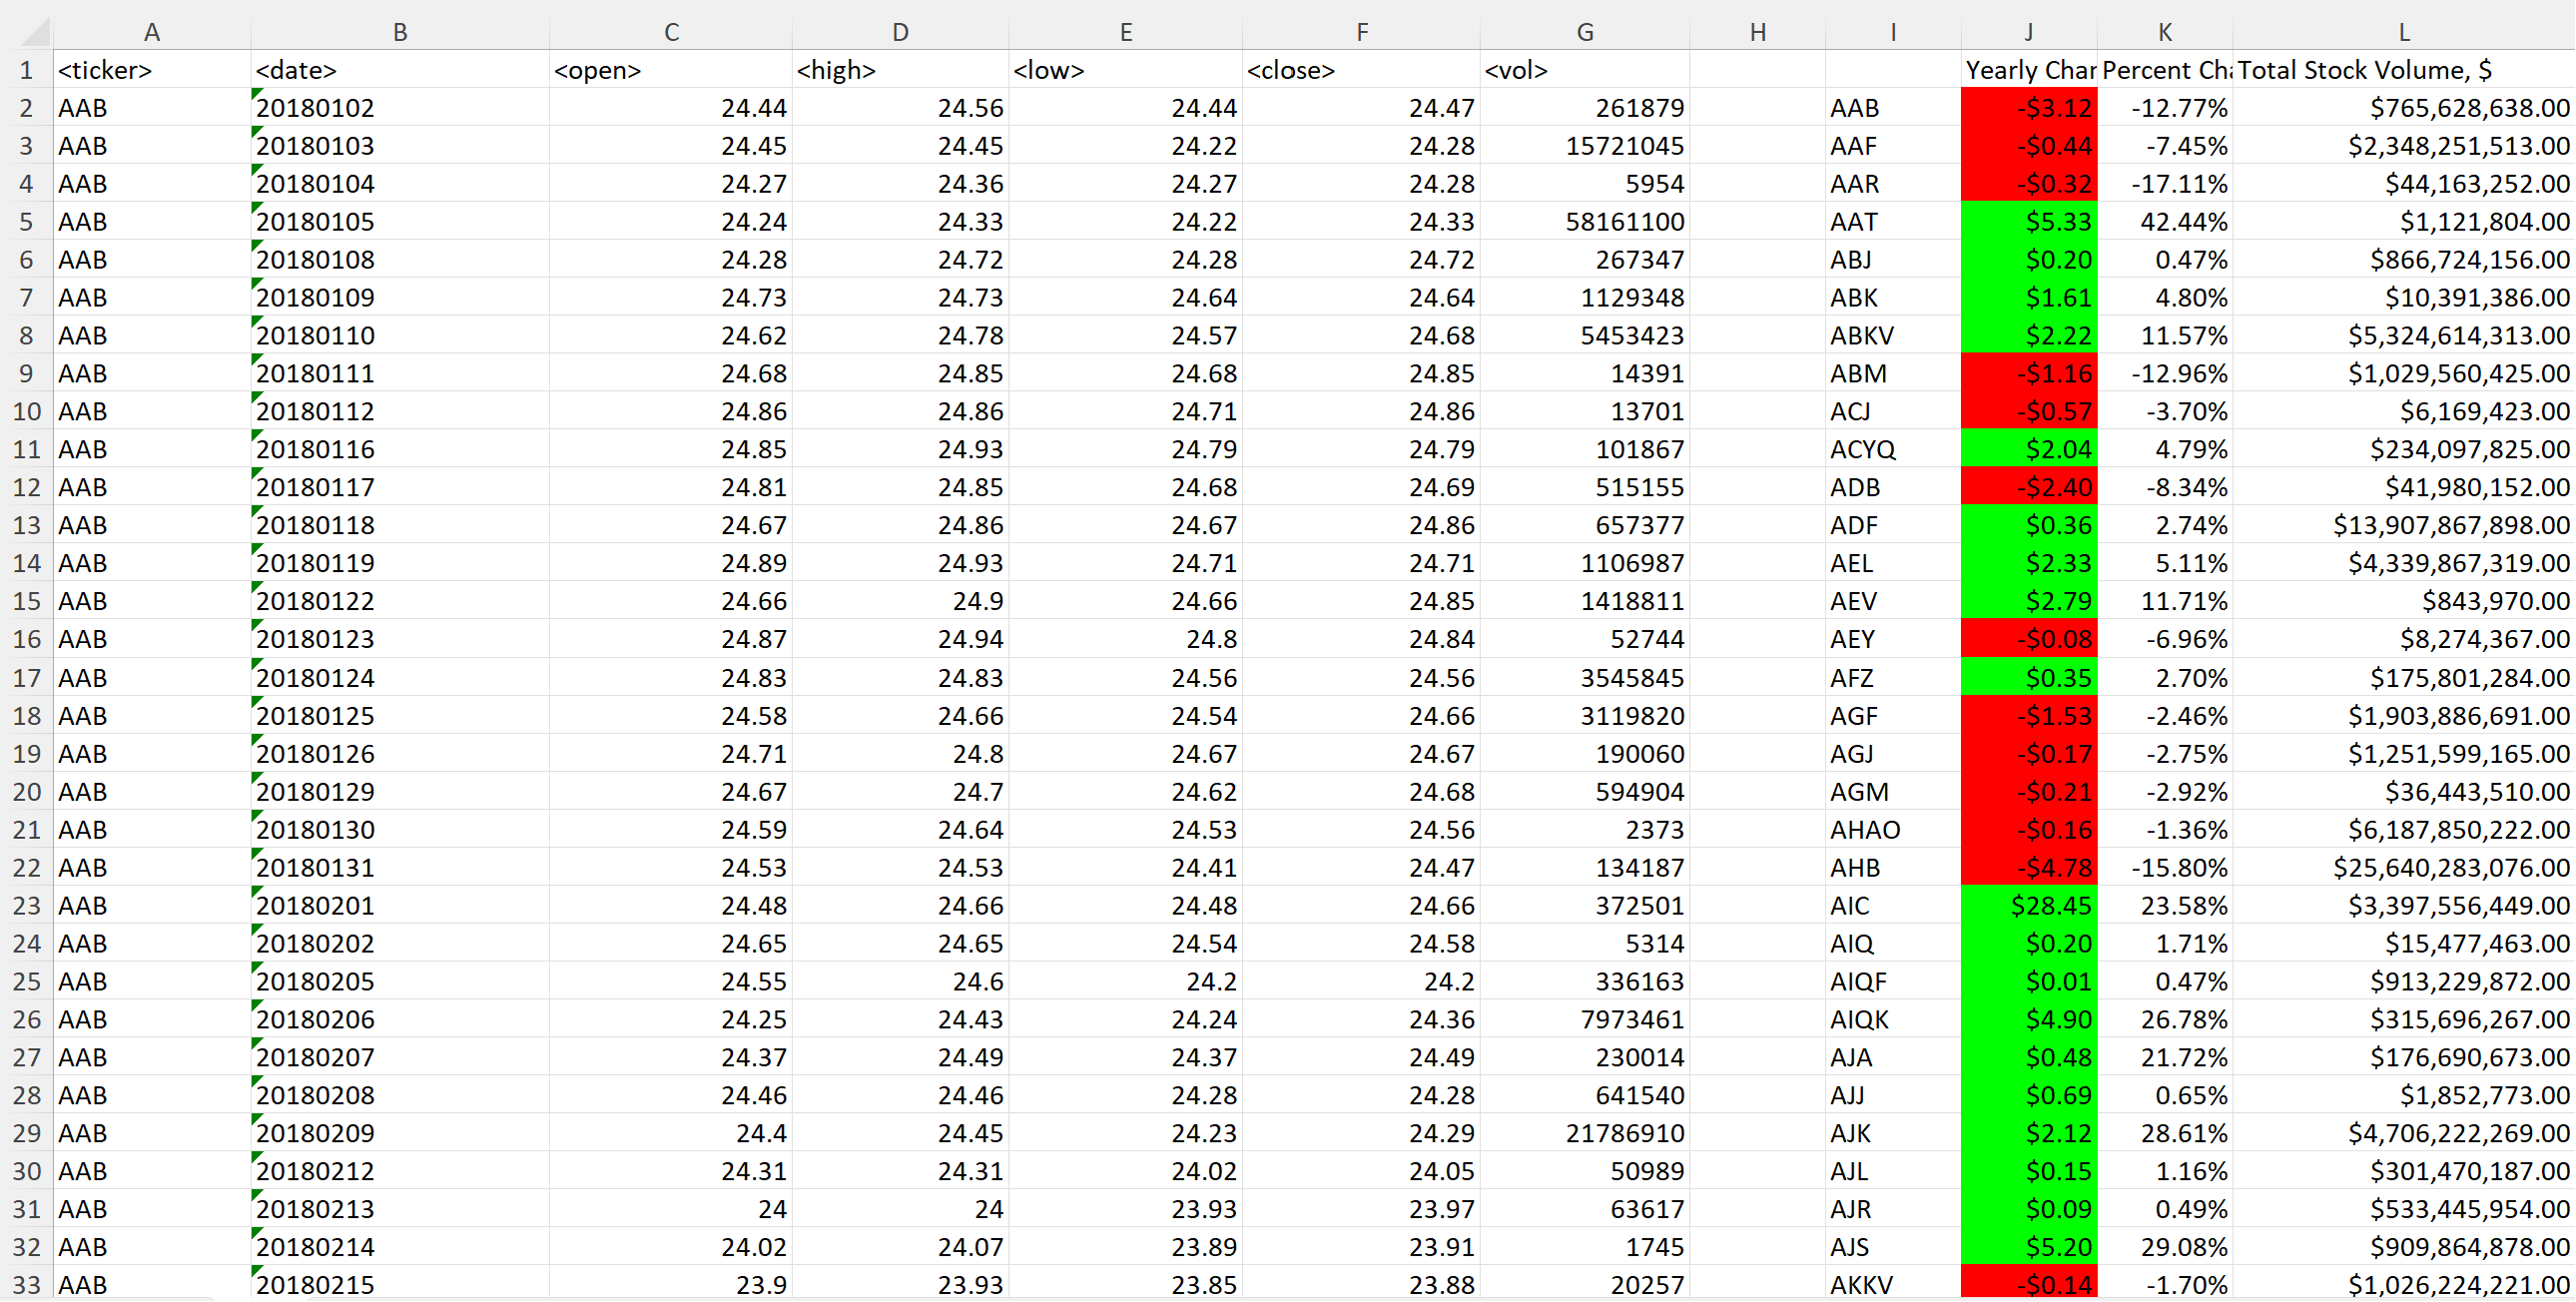 A B C D E F G H I J K L
1 <ticker> <date> <open> <high> <low> <close> <vol> Yearly Char Percent Cha Total Stock Volume, $
2 AAB 20180102 24.44 24.56 24.44 24.47 261879 AAB -$3.12 -12.77% $765,628,638.00
3 AAB 20180103 24.45 24.45 24.22 24.28 15721045 AAF -$0.44 -7.45% $2,348,251,513.00
4 AAB 20180104 24.27 24.36 24.27 24.28 5954 AAR -$0.32 -17.11% $44,163,252.00
5 AAB 20180105 24.24 24.33 24.22 24.33 58161100 AAT $5.33 42.44% $1,121,804.00
6 AAB 20180108 24.28 24.72 24.28 24.72 267347 ABJ $0.20 0.47% $866,724,156.00
7 AAB 20180109 24.73 24.73 24.64 24.64 1129348 ABK $1.61 4.80% $10,391,386.00
8 AAB 20180110 24.62 24.78 24.57 24.68 5453423 ABKV $2.22 11.57% $5,324,614,313.00
9 AAB 20180111 24.68 24.85 24.68 24.85 14391 ABM -$1.16 -12.96% $1,029,560,425.00
10 AAB 20180112 24.86 24.86 24.71 24.86 13701 ACJ -$0.57 -3.70% $6,169,423.00
11 AAB 20180116 24.85 24.93 24.79 24.79 101867 ACYQ $2.04 4.79% $234,097,825.00
12 AAB 20180117 24.81 24.85 24.68 24.69 515155 ADB -$2.40 -8.34% $41,980,152.00
13 AAB 20180118 24.67 24.86 24.67 24.86 657377 ADF $0.36 2.74% $13,907,867,898.00
14 AAB 20180119 24.89 24.93 24.71 24.71 1106987 AEL $2.33 5.11% $4,339,867,319.00
15 AAB 20180122 24.66 24.9 24.66 24.85 1418811 AEV $2.79 11.71% $843,970.00
16 AAB 20180123 24.87 24.94 24.8 24.84 52744 AEY -$0.08 -6.96% $8,274,367.00
17 AAB 20180124 24.83 24.83 24.56 24.56 3545845 AFZ $0.35 2.70% $175,801,284.00
18 AAB 20180125 24.58 24.66 24.54 24.66 3119820 AGF -$1.53 -2.46% $1,903,886,691.00
19 AAB 20180126 24.71 24.8 24.67 24.67 190060 AGJ -$0.17 -2.75% $1,251,599,165.00
20 AAB 20180129 24.67 24.7 24.62 24.68 594904 AGM -$0.21 -2.92% $36,443,510.00
21 AAB 20180130 24.59 24.64 24.53 24.56 2373 AHAO -$0.16 -1.36% $6,187,850,222.00
22 AAB 20180131 24.53 24.53 24.41 24.47 134187 AHB -$4.78 -15.80% $25,640,283,076.00
23 AAB 20180201 24.48 24.66 24.48 24.66 372501 AIC $28.45 23.58% $3,397,556,449.00
24 AAB 20180202 24.65 24.65 24.54 24.58 5314 AIQ $0.20 1.71% $15,477,463.00
25 AAB 20180205 24.55 24.6 24.2 24.2 336163 AIQF $0.01 0.47% $913,229,872.00
26 AAB 20180206 24.25 24.43 24.24 24.36 7973461 AIQK $4.90 26.78% $315,696,267.00
27 AAB 20180207 24.37 24.49 24.37 24.49 230014 AJA $0.48 21.72% $176,690,673.00
28 AAB 20180208 24.46 24.46 24.28 24.28 641540 AJJ $0.69 0.65% $1,852,773.00
29 AAB 20180209 24.4 24.45 24.23 24.29 21786910 AJK $2.12 28.61% $4,706,222,269.00
30 AAB 20180212 24.31 24.31 24.02 24.05 50989 AJL $0.15 1.16% $301,470,187.00
31 AAB 20180213 24 24 23.93 23.97 63617 AJR $0.09 0.49% $533,445,954.00
32 AAB 20180214 24.02 24.07 23.89 23.91 1745 AJS $5.20 29.08% $909,864,878.00
33 AAB 20180215 23.9 23.93 23.85 23.88 20257 AKKV -$0.14 -1.70% $1,026,224,221.00